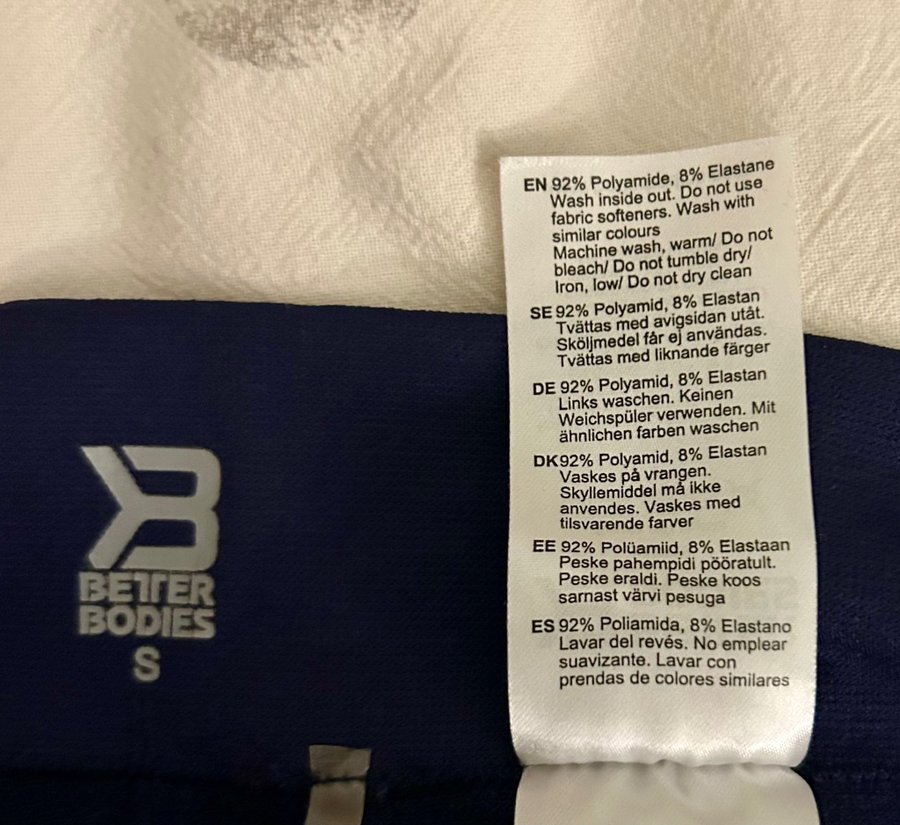 EN 92% Polyamide, 8% Elastane
Wash inside out. Do not use
fabric softeners. Wash with
similar colours
Machine wash, warm/ Do not
bleach/ Do not tumble dry/
Iron, low/ Do not dry clean
SE 92% Polyamid, 8% Elastan
Tvättas med avigsidan utåt.
Sköljmedel får ej användas.
Tvättas med liknande färger
DE 92% Polyamid, 8% Elastan
Links waschen. Keinen
Weichspüler verwenden. Mit
ähnlichen farben waschen
DK 92% Polyamid, 8% Elastan
Vaskes på vrangen.
Skyllemiddel må ikke
anvendes. Vaskes med
tilsvarende farver
EE 92% Polüamiid, 8% Elastaan
Peske pahempidi pööratult.
Peske eraldi. Peske koos
sarnast värvi pesuga
ES 92% Poliamida, 8% Elastano
Lavar del revés. No emplear
suavizante. Lavar con
prendas de colores similares
BETTER
BODIES
S